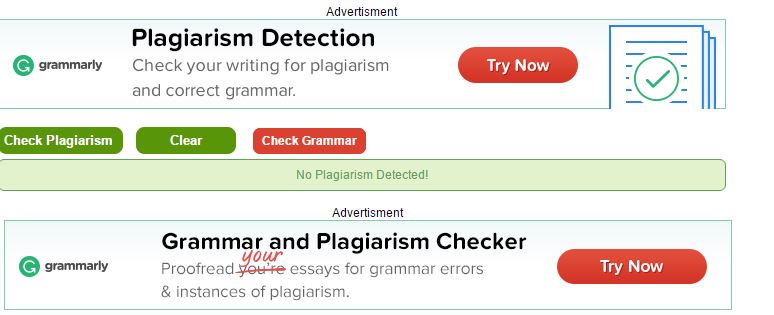 Advertisment
Plagiarism Detection
grammarly
Check your writing for plagiarism
and correct grammar.
Try Now
Check Plagiarism
Clear
Check Grammar
No Plagiarism Detected!
Advertisment
Grammar and Plagiarism Checker
your
grammarly
Proofread you're essays for grammar errors
& instances of plagiarism.
Try Now